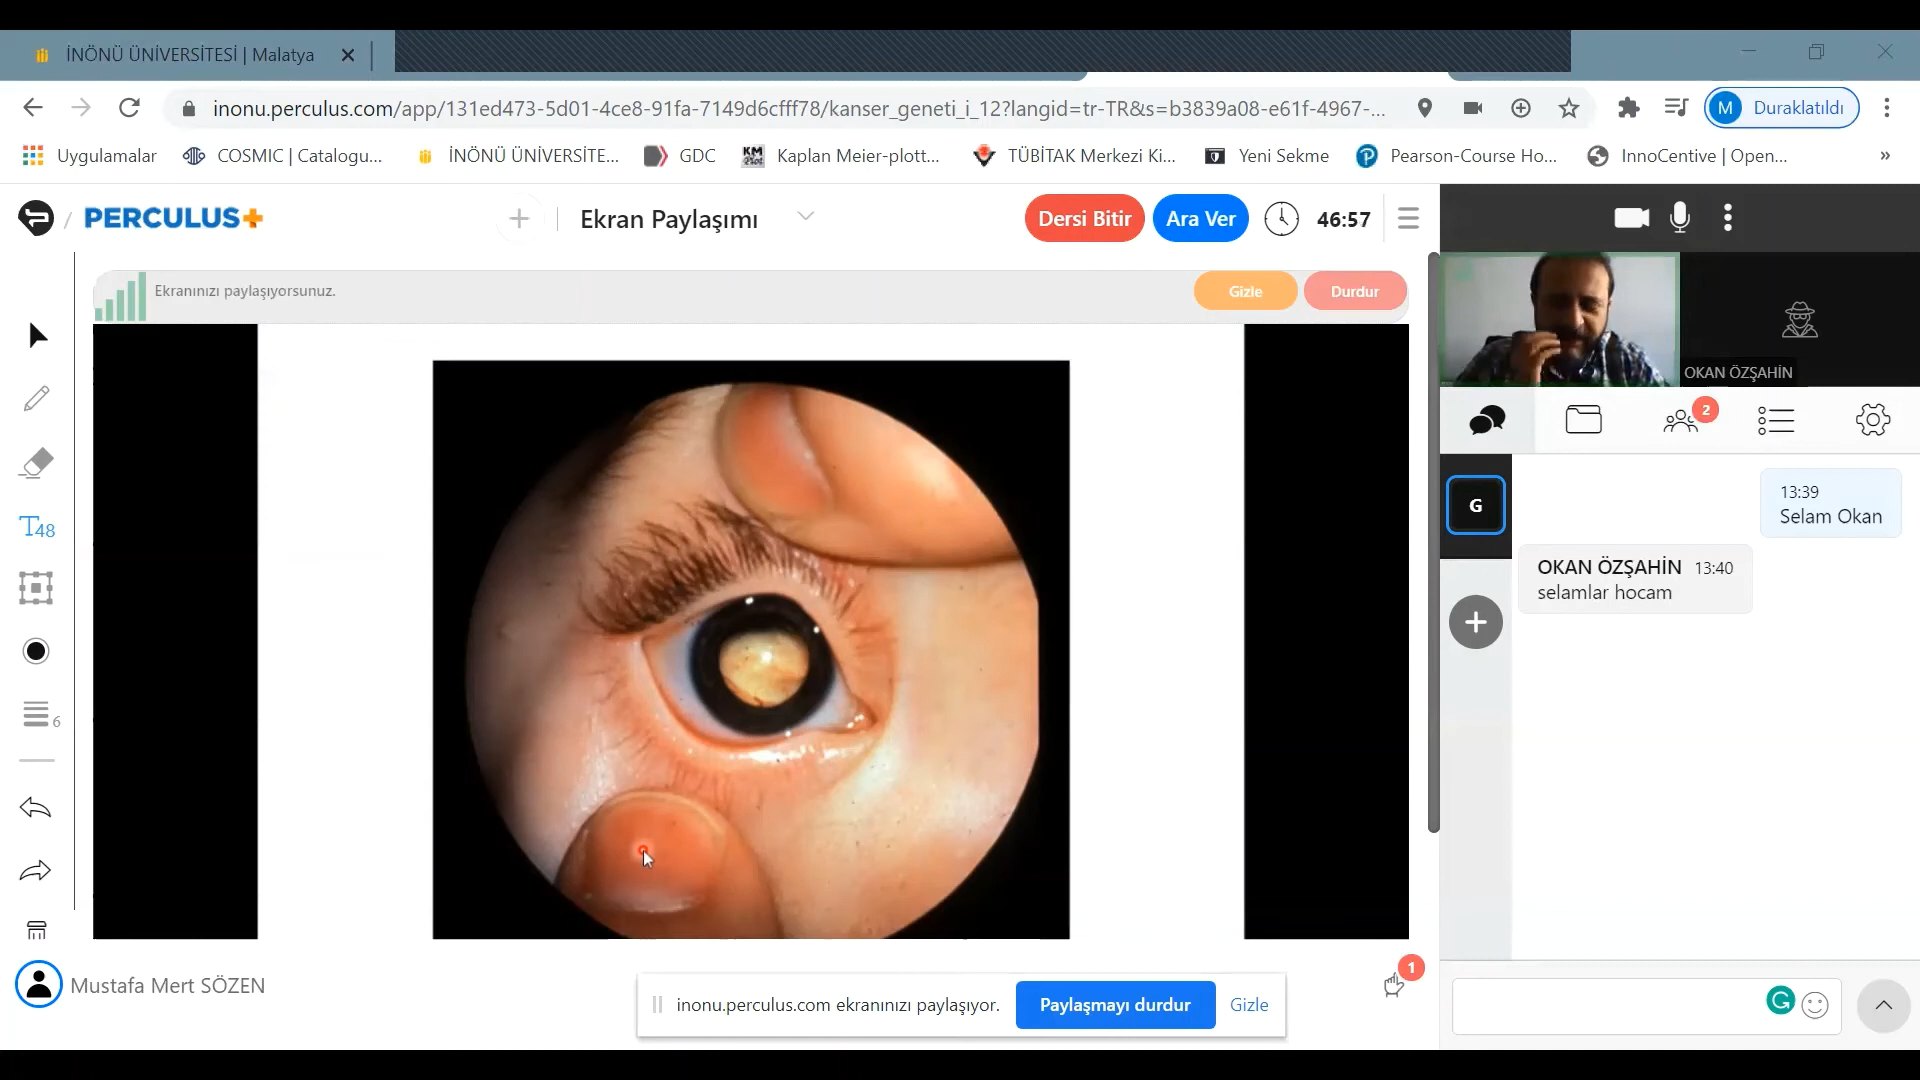 İNÖNÜ ÜNİVERSİTESİ | Malatya
inonu.perculus.com/app/131ed473-5d01-4ce8-91fa-7149d6cfff78/kanser_geneti_i_12?langid=tr-TR&s=b3839a08-e61f-4967-...
M Duraklatıldı
Uygulamalar COSMIC | Catalogu... İNÖNÜ ÜNİVERSİTE... GDC KM Plot Kaplan Meier-plott... TÜBİTAK Merkezi Ki... Yeni Sekme Pearson-Course Ho... InnoCentive | Open... »
/ PERCULUS+
Ekran Paylaşımı
Dersi Bitir
Ara Ver
46:57
Ekranınızı paylaşıyorsunuz.
Gizle
Durdur
OKAN ÖZŞAHİN
2
T48
6
G
13:39
Selam Okan
OKAN ÖZŞAHİN 13:40
selamlar hocam
Mustafa Mert SÖZEN
inonu.perculus.com ekranınızı paylaşıyor.
Paylaşmayı durdur
Gizle
1
G